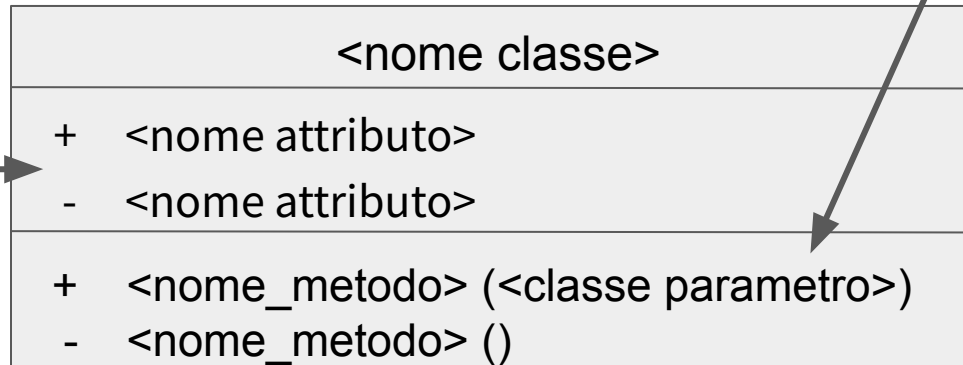 <nome classe>
+ <nome attributo>
- <nome attributo>
+ <nome_metodo> (<classe parametro>)
- <nome_metodo> ()